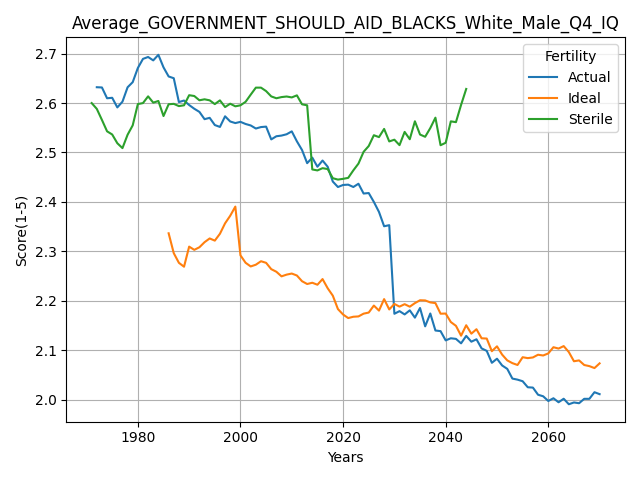 Average_GOVERNMENT_SHOULD_AID_BLACKS_White_Male_Q4_IQ
Fertility
Actual
Ideal
Sterile
Score(1-5)
2.7
2.6
2.5
2.4
2.3
2.2
2.1
2.0
1980 2000 2020 2040 2060
Years